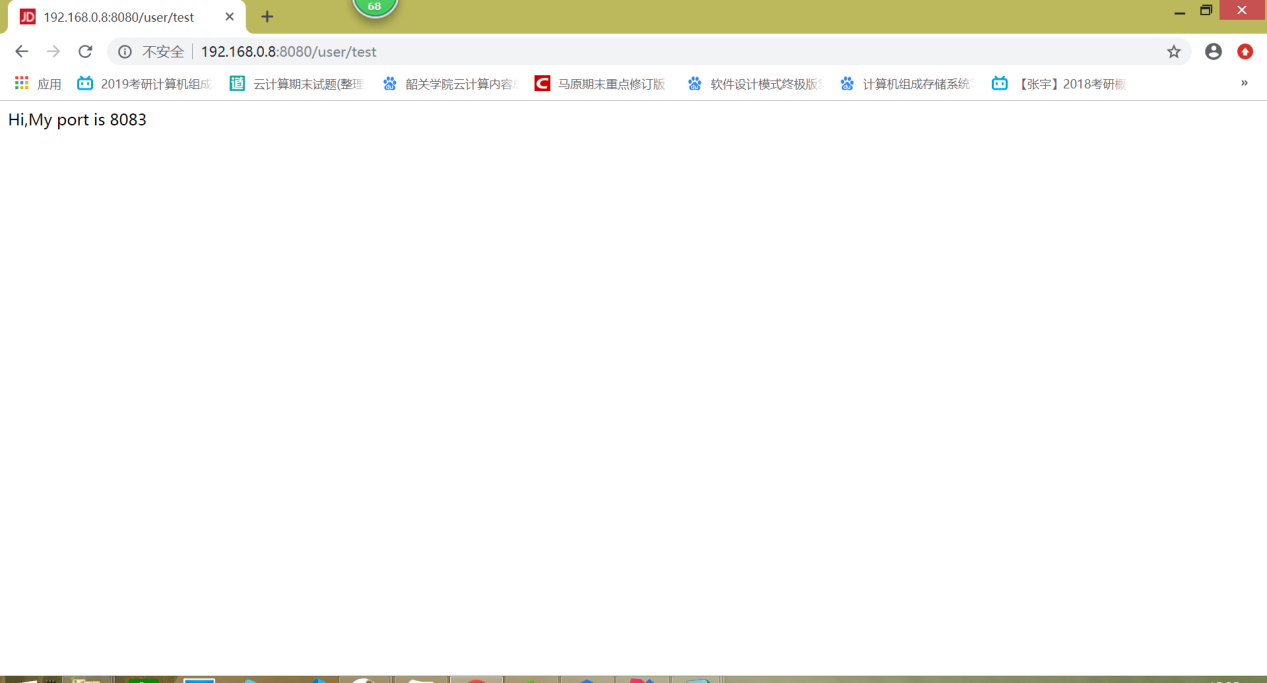 68
JD 192.168.0.8:8080/user/test
不安全 192.168.0.8:8080/user/test
应用 2019考研计算机组成 云计算期末试题(整理 韶关学院云计算内容 马原期末重点修订版 软件设计模式终极版 计算机组成存储系统 【张宇】2018考研概 »
Hi,My port is 8083